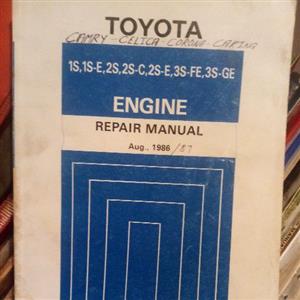 TOYOTA
CAMRY - CELICA - CORONA - CARINA
1S,1S-E,2S,2S-C,2S-E,3S-FE,3S-GE
ENGINE
REPAIR MANUAL
Aug., 1986 /87